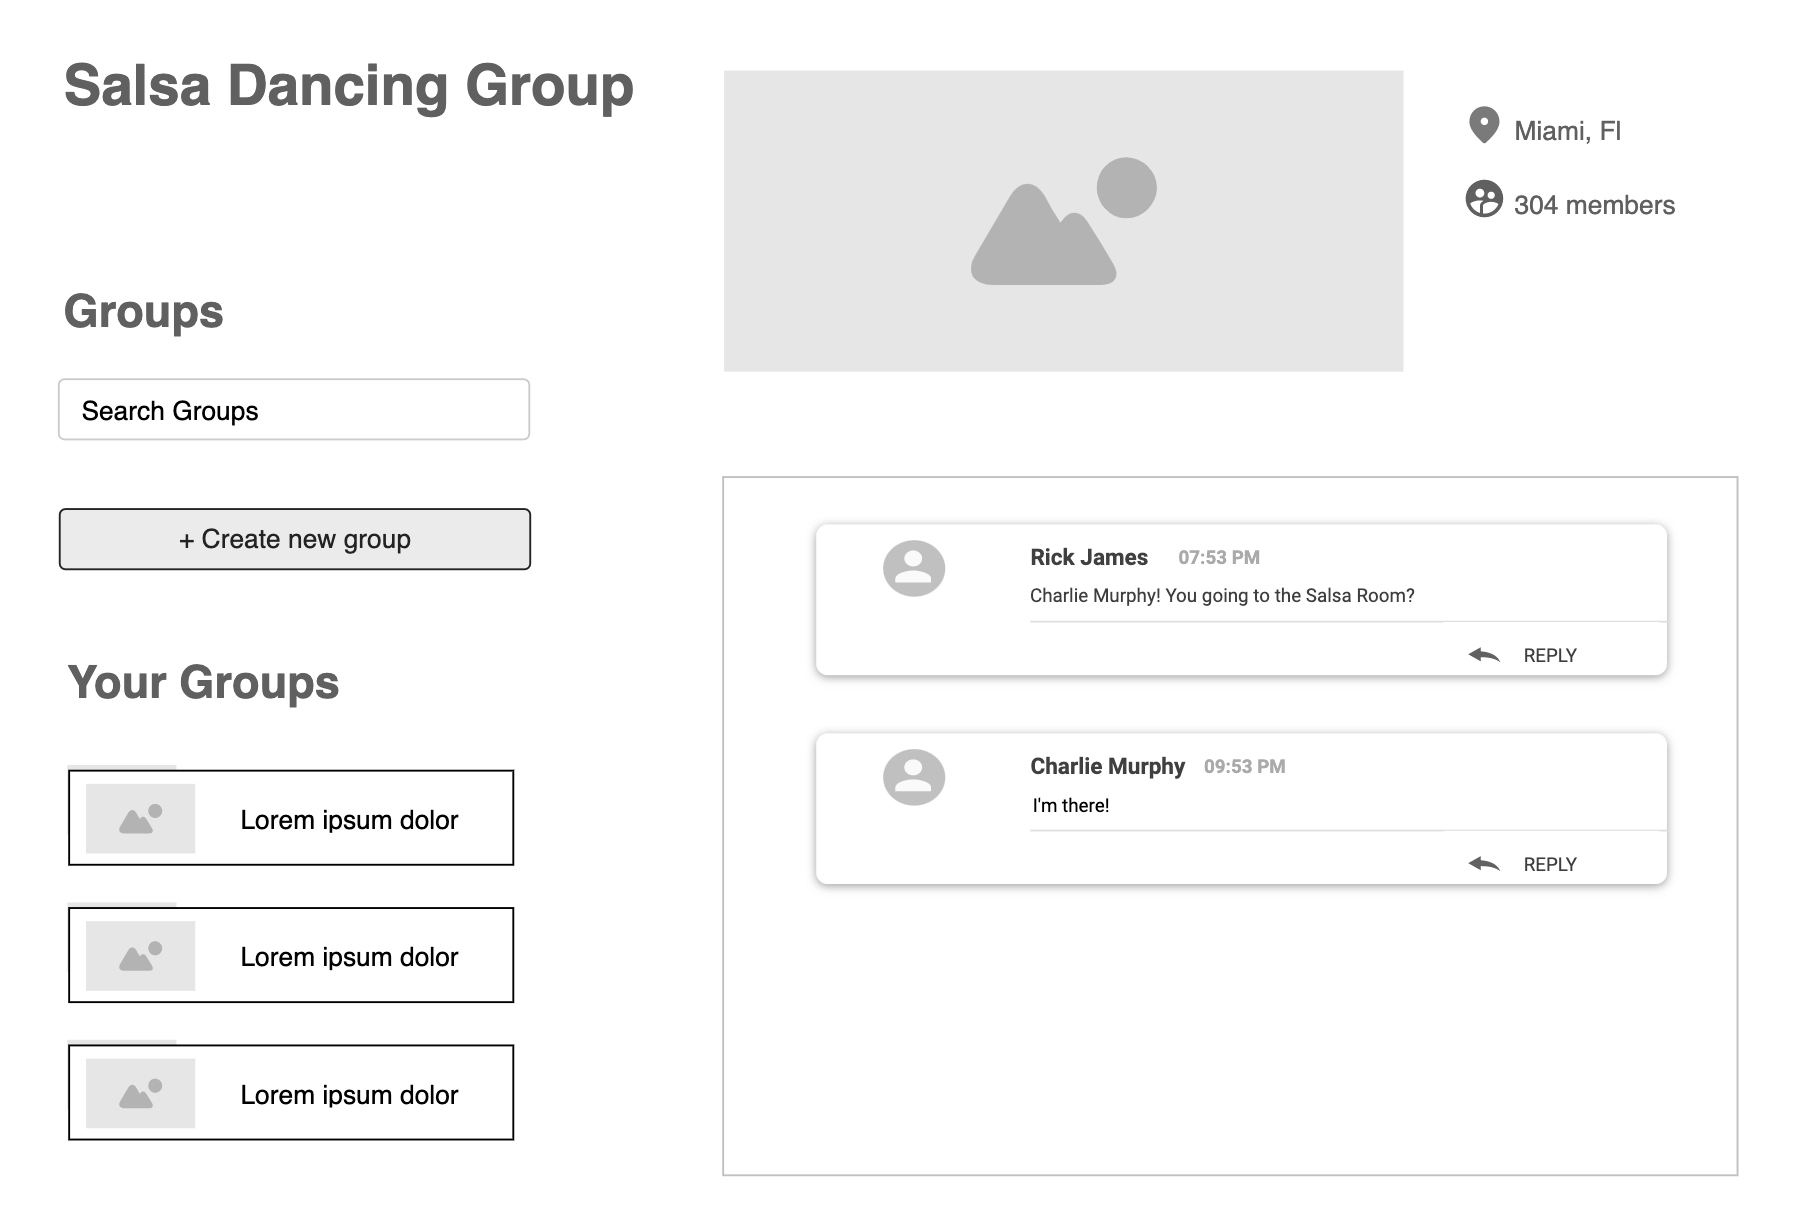 Salsa Dancing Group
Miami, Fl
304 members
Groups
Search Groups
+ Create new group
Your Groups
Lorem ipsum dolor
Lorem ipsum dolor
Lorem ipsum dolor
Rick James 07:53 PM
Charlie Murphy! You going to the Salsa Room?
REPLY
Charlie Murphy 09:53 PM
I'm there!
REPLY